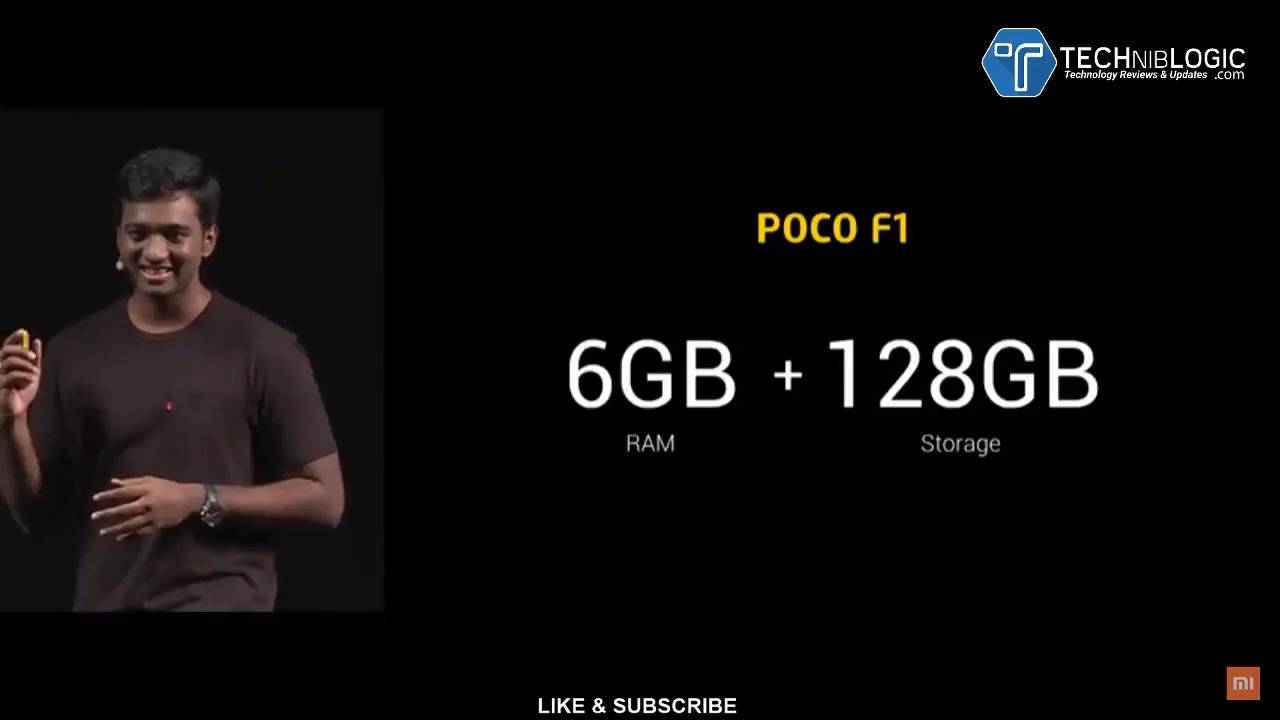 TECHNIBLOGIC
Technology Reviews & Updates .com
POCO F1
6GB + 128GB
RAM Storage
MI
LIKE & SUBSCRIBE